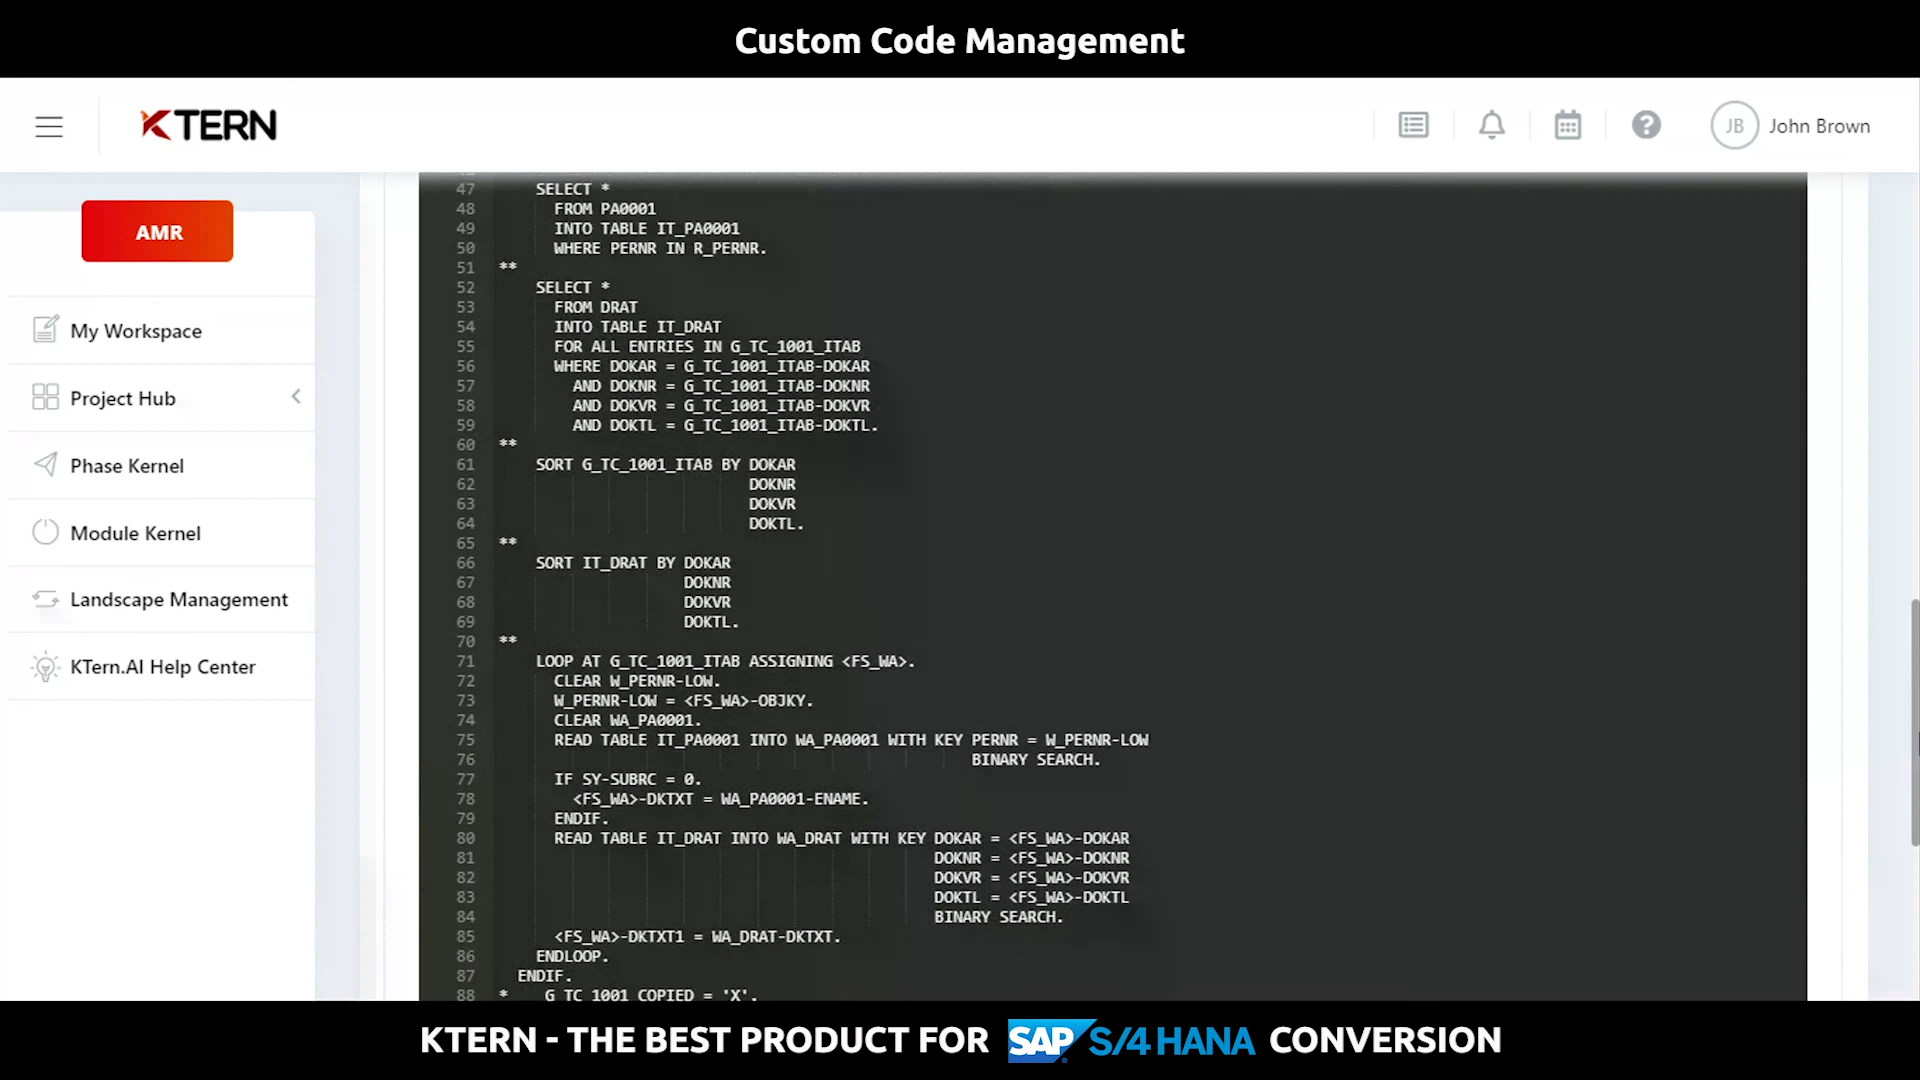 Custom Code Management
KTERN
JB John Brown
AMR
My Workspace
Project Hub
Phase Kernel
Module Kernel
Landscape Management
KTern.AI Help Center
47 SELECT *
48 FROM PA0001
49 INTO TABLE IT_PA0001
50 WHERE PERNR IN R_PERNR.
51 **
52 SELECT *
53 FROM DRAT
54 INTO TABLE IT_DRAT
55 FOR ALL ENTRIES IN G_TC_1001_ITAB
56 WHERE DOKAR = G_TC_1001_ITAB-DOKAR
57 AND DOKNR = G_TC_1001_ITAB-DOKNR
58 AND DOKVR = G_TC_1001_ITAB-DOKVR
59 AND DOKTL = G_TC_1001_ITAB-DOKTL.
60 **
61 SORT G_TC_1001_ITAB BY DOKAR
62 DOKNR
63 DOKVR
64 DOKTL.
65 **
66 SORT IT_DRAT BY DOKAR
67 DOKNR
68 DOKVR
69 DOKTL.
70 **
71 LOOP AT G_TC_1001_ITAB ASSIGNING <FS_WA>.
72 CLEAR W_PERNR-LOW.
73 W_PERNR-LOW = <FS_WA>-OBJKY.
74 CLEAR WA_PA0001.
75 READ TABLE IT_PA0001 INTO WA_PA0001 WITH KEY PERNR = W_PERNR-LOW
76 BINARY SEARCH.
77 IF SY-SUBRC = 0.
78 <FS_WA>-DKTXT = WA_PA0001-ENAME.
79 ENDIF.
80 READ TABLE IT_DRAT INTO WA_DRAT WITH KEY DOKAR = <FS_WA>-DOKAR
81 DOKNR = <FS_WA>-DOKNR
82 DOKVR = <FS_WA>-DOKVR
83 DOKTL = <FS_WA>-DOKTL
84 BINARY SEARCH.
85 <FS_WA>-DKTXT1 = WA_DRAT-DKTXT.
86 ENDLOOP.
87 ENDIF.
88 * G_TC_1001_COPIED = 'X'.
KTERN - THE BEST PRODUCT FOR SAP S/4HANA CONVERSION